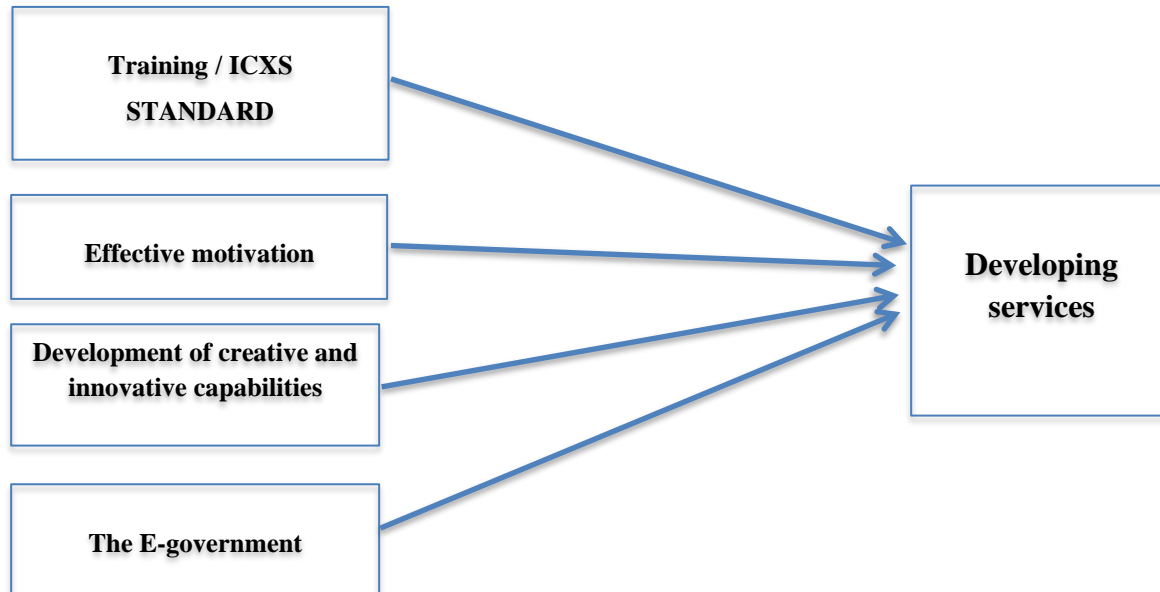 Training / ICXS
STANDARD
Effective motivation
Development of creative and
innovative capabilities
The E-government
Developing
services